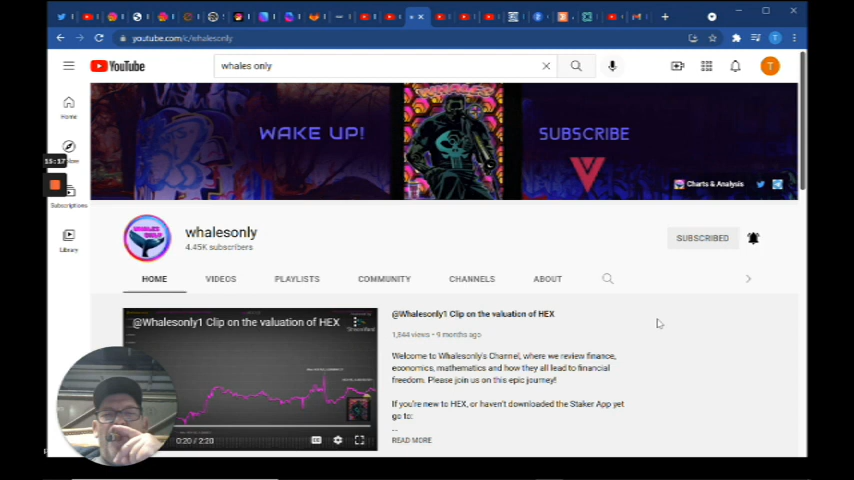 youtube.com/c/whalesonly
YouTube
whales only
WAKE UP!
SUBSCRIBE
Charts & Analysis
Home
15:17
Subscriptions
Library
WHALES ONLY
whalesonly
4.45K subscribers
SUBSCRIBED
HOME VIDEOS PLAYLISTS COMMUNITY CHANNELS ABOUT
@Whalesonly1 Clip on the valuation of HEX
0:20 / 2:20
@Whalesonly1 Clip on the valuation of HEX
1,844 views • 9 months ago
Welcome to Whalesonly's Channel, where we review finance,
economics, mathematics and how they all lead to financial
freedom. Please join us on this epic journey!
If you're new to HEX, or haven't downloaded the Staker App yet
go to:
...
READ MORE